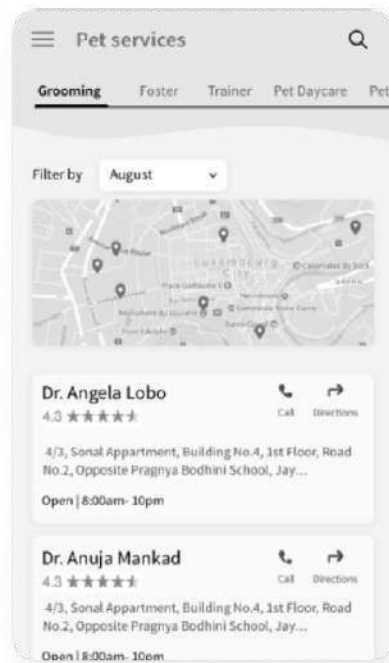 Pet services
Grooming Foster Trainer Pet Daycare Pet
Filter by August
Luxembourg
City
Dr. Angela Lobo
4.3
Call Directions
4/3, Sonal Appartment, Building No.4, 1st Floor, Road
No.2, Opposite Pragnya Bodhini School, Jay...
Open | 8:00am- 10pm
Dr. Anuja Mankad
4.3
Call Directions
4/3, Sonal Appartment, Building No.4, 1st Floor, Road
No.2, Opposite Pragnya Bodhini School, Jay...
Open | 8:00am- 10pm